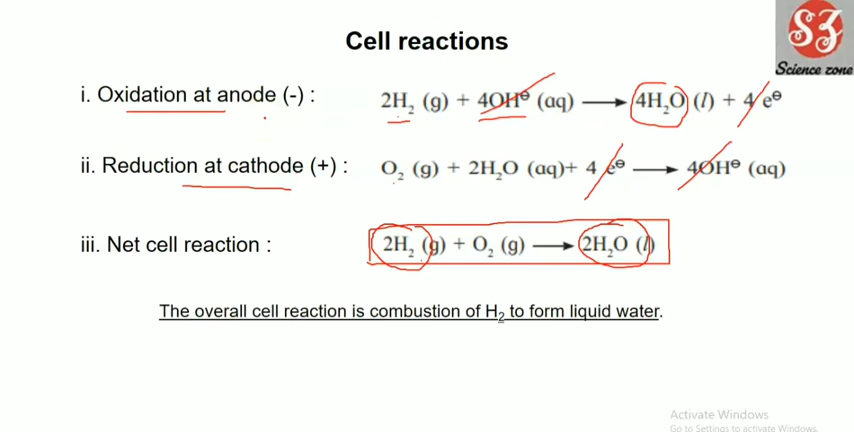 Cell reactions
SZ
Science zone
i. Oxidation at anode (-) : 2H₂ (g) + 4OH⊖ (aq) ⟶ 4H₂O (l) + 4 e⊖
ii. Reduction at cathode (+) : O₂ (g) + 2H₂O (aq)+ 4 e⊖ ⟶ 4OH⊖ (aq)
iii. Net cell reaction : 2H₂ (g) + O₂ (g) ⟶ 2H₂O (l)
The overall cell reaction is combustion of H₂ to form liquid water.
Activate Windows
Go to Settings to activate Windows.